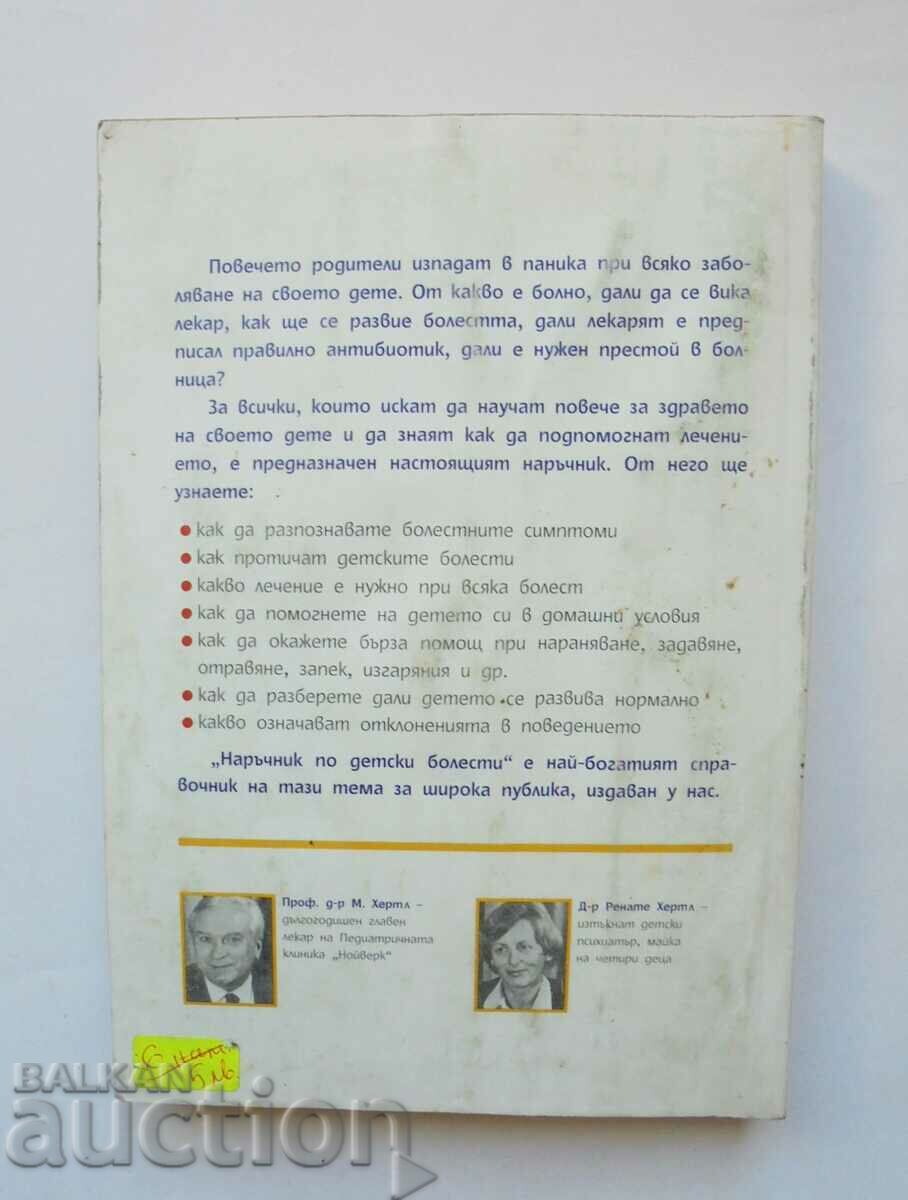 Повечето родители изпадат в паника при всяко забо-
ляване на своето дете. От какво е болно, дали да се вика
лекар, как ще се развие болестта, дали лекарят е пред-
писал правилно антибиотик, дали е нужен престой в бол-
ница?
За всички, които искат да научат повече за здравето
на своето дете и да знаят как да подпомогнат лечени-
ето, е предназначен настоящият наръчник. От него ще
узнаете:
● как да разпознавате болестните симптоми
● как протичат детските болести
● какво лечение е нужно при всяка болест
● как да помогнете на детето си в домашни условия
● как да окажете бърза помощ при нараняване, задавяне,
отравяне, запек, изгаряния и др.
● как да разберете дали детето се развива нормално
● какво означават отклоненията в поведението
„Наръчник по детски болести“ е най-богатият спра-
вочник на тази тема за широка публика, издаван у нас.
Проф. д-р М. Хертл –
дългогодишен главен
лекар на Педиатричната
клиника „Нойверк“
Д-р Ренате Хертл –
изтъкнат детски
психиатър, майка
на четири деца
5 лв.
BALKAN
auction